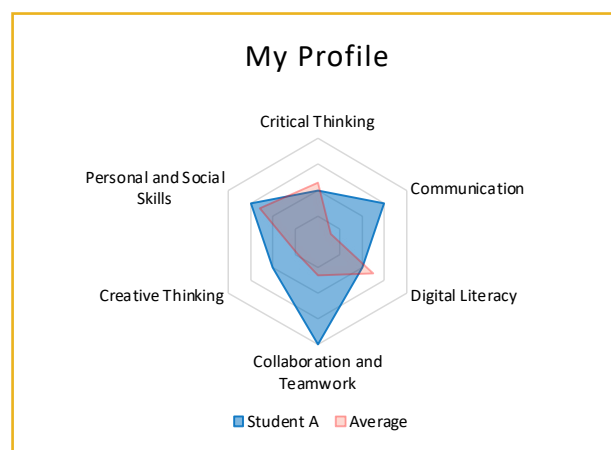 My Profile
Critical Thinking
Personal and Social
Skills
Communication
Creative Thinking
Digital Literacy
Collaboration and
Teamwork
Student A
Average